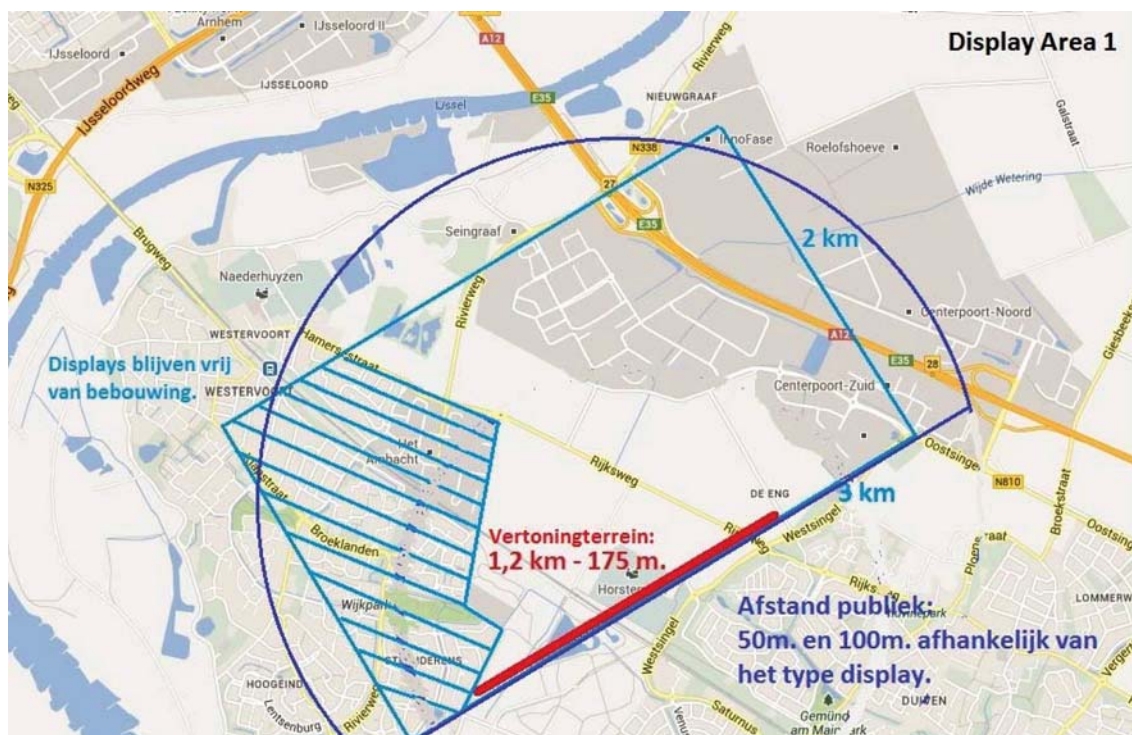 Display Area 1
Arnhem
IJsseloord II
IJsseloord
IJSSELOORD
IJsseloordweg
A12
E35
Rivierweg
Galstraat
IJssel
NIEUWGRAAF
InnoFase
Roelofshoeve
N338
27
E35
Wijde Wetering
N325
Brugweg
Seingraaf
2 km
Naederhuyzen
Rivierweg
Centerpoort-Noord
WESTERVOORT
A12
E35
28
Displays blijven vrij
van bebouwing.
WESTERVOORT
Centerpoort-Zuid
Het
Ambacht
Oostsingel
Rijksweg
3 km
N810
DE ENG
Broekstraat
Oostsingel
Westsingel
Vertoningterrein:
1,2 km - 175 m.
Broeklanden
Wijkpark
Afstand publiek:
50m. en 100m. afhankelijk van
het type display.
LOMMERW
Westsingel
HOOGEIND
Lentsenburg
Rivierweg
Saturnus
DUIVEN
Gemünd
am Main